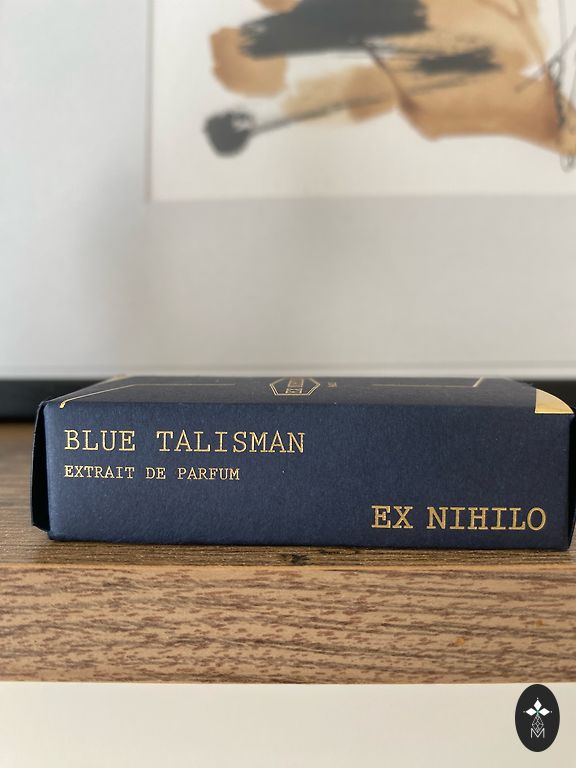 BLUE TALISMAN
EXTRAIT DE PARFUM
EX NIHILO